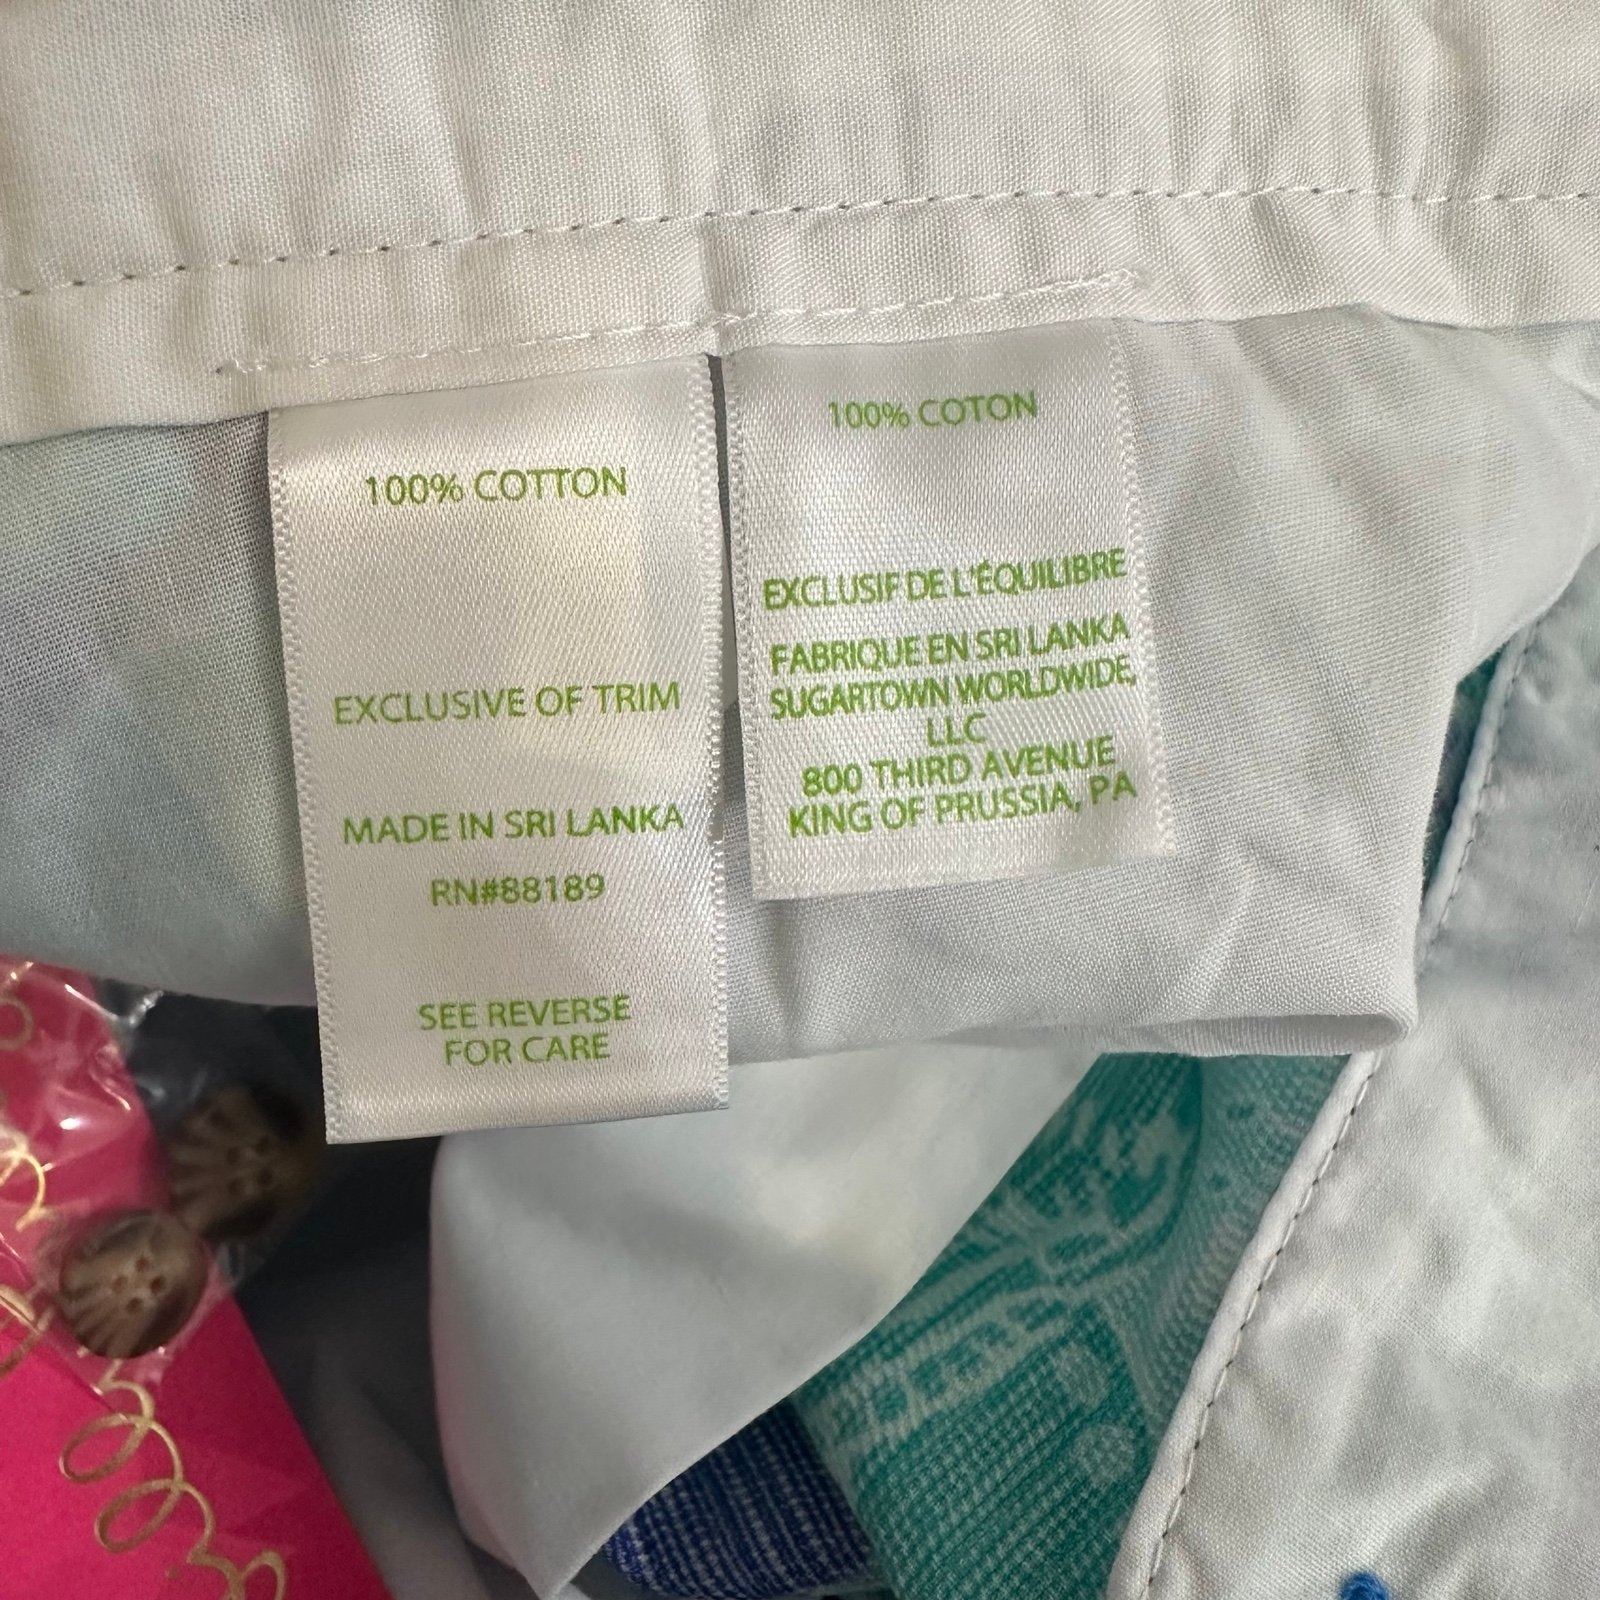 100% COTTON
EXCLUSIVE OF TRIM
MADE IN SRI LANKA
RN#88189
SEE REVERSE
FOR CARE
100% COTON
EXCLUSIF DE L'ÉQUILIBRE
FABRIQUE EN SRI LANKA
SUGARTOWN WORLDWIDE,
LLC
800 THIRD AVENUE
KING OF PRUSSIA, PA